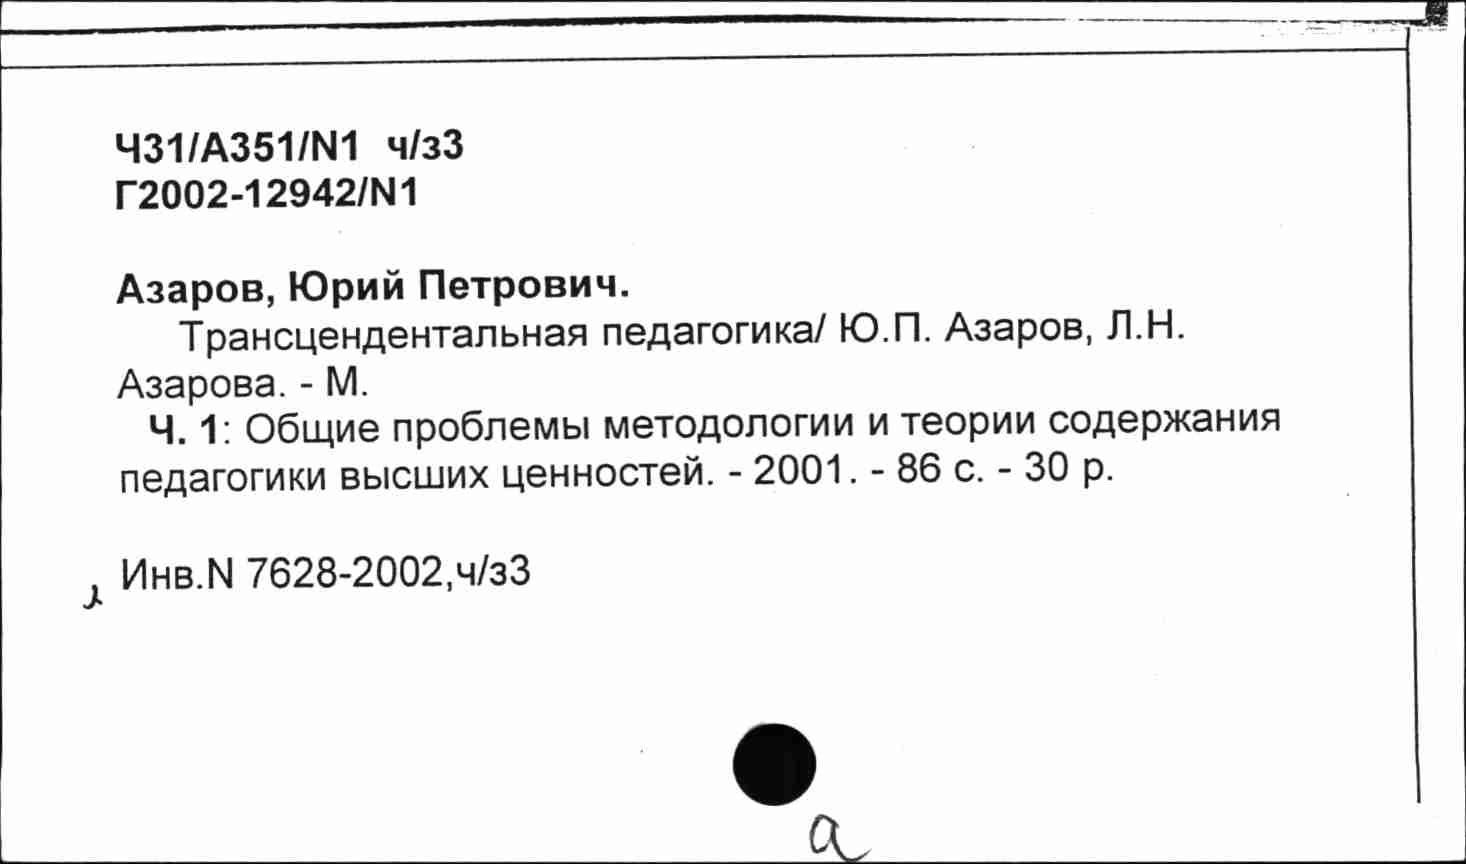 Ч31/А351/N1 ч/з3
Г2002-12942/N1
Азаров, Юрий Петрович.
Трансцендентальная педагогика/ Ю.П. Азаров, Л.Н.
Азарова. - М.
Ч. 1: Общие проблемы методологии и теории содержания
педагогики высших ценностей. - 2001. - 86 с. - 30 р.
Инв.N 7628-2002,ч/з3
а